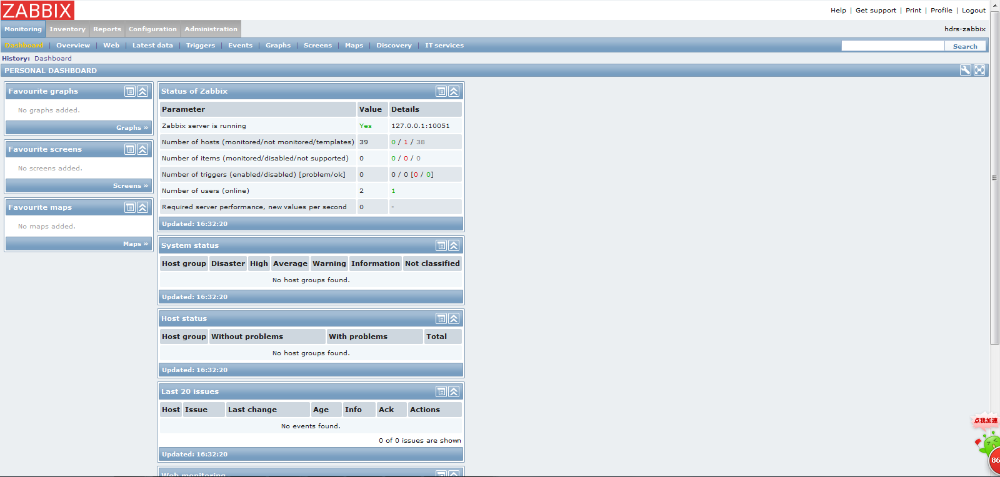 ZABBIX
Help | Get support | Print | Profile | Logout
Monitoring Inventory Reports Configuration Administration
hdrs-zabbix
Dashboard | Overview | Web | Latest data | Triggers | Events | Graphs | Screens | Maps | Discovery | IT services
Search
History: Dashboard
PERSONAL DASHBOARD
Favourite graphs
No graphs added.
Graphs »
Favourite screens
No screens added.
Screens »
Favourite maps
No maps added.
Maps »
Status of Zabbix
Parameter Value Details
Zabbix server is running Yes 127.0.0.1:10051
Number of hosts (monitored/not monitored/templates) 39 0 / 1 / 38
Number of items (monitored/disabled/not supported) 0 0 / 0 / 0
Number of triggers (enabled/disabled) [problem/ok] 0 0 / 0 [0 / 0]
Number of users (online) 2 1
Required server performance, new values per second 0 -
Updated: 16:32:20
System status
Host group Disaster High Average Warning Information Not classified
No host groups found.
Updated: 16:32:20
Host status
Host group Without problems With problems Total
No host groups found.
Updated: 16:32:20
Last 20 issues
Host Issue Last change Age Info Ack Actions
No events found.
0 of 0 issues are shown
Updated: 16:32:20
Web monitoring
点我加速
86